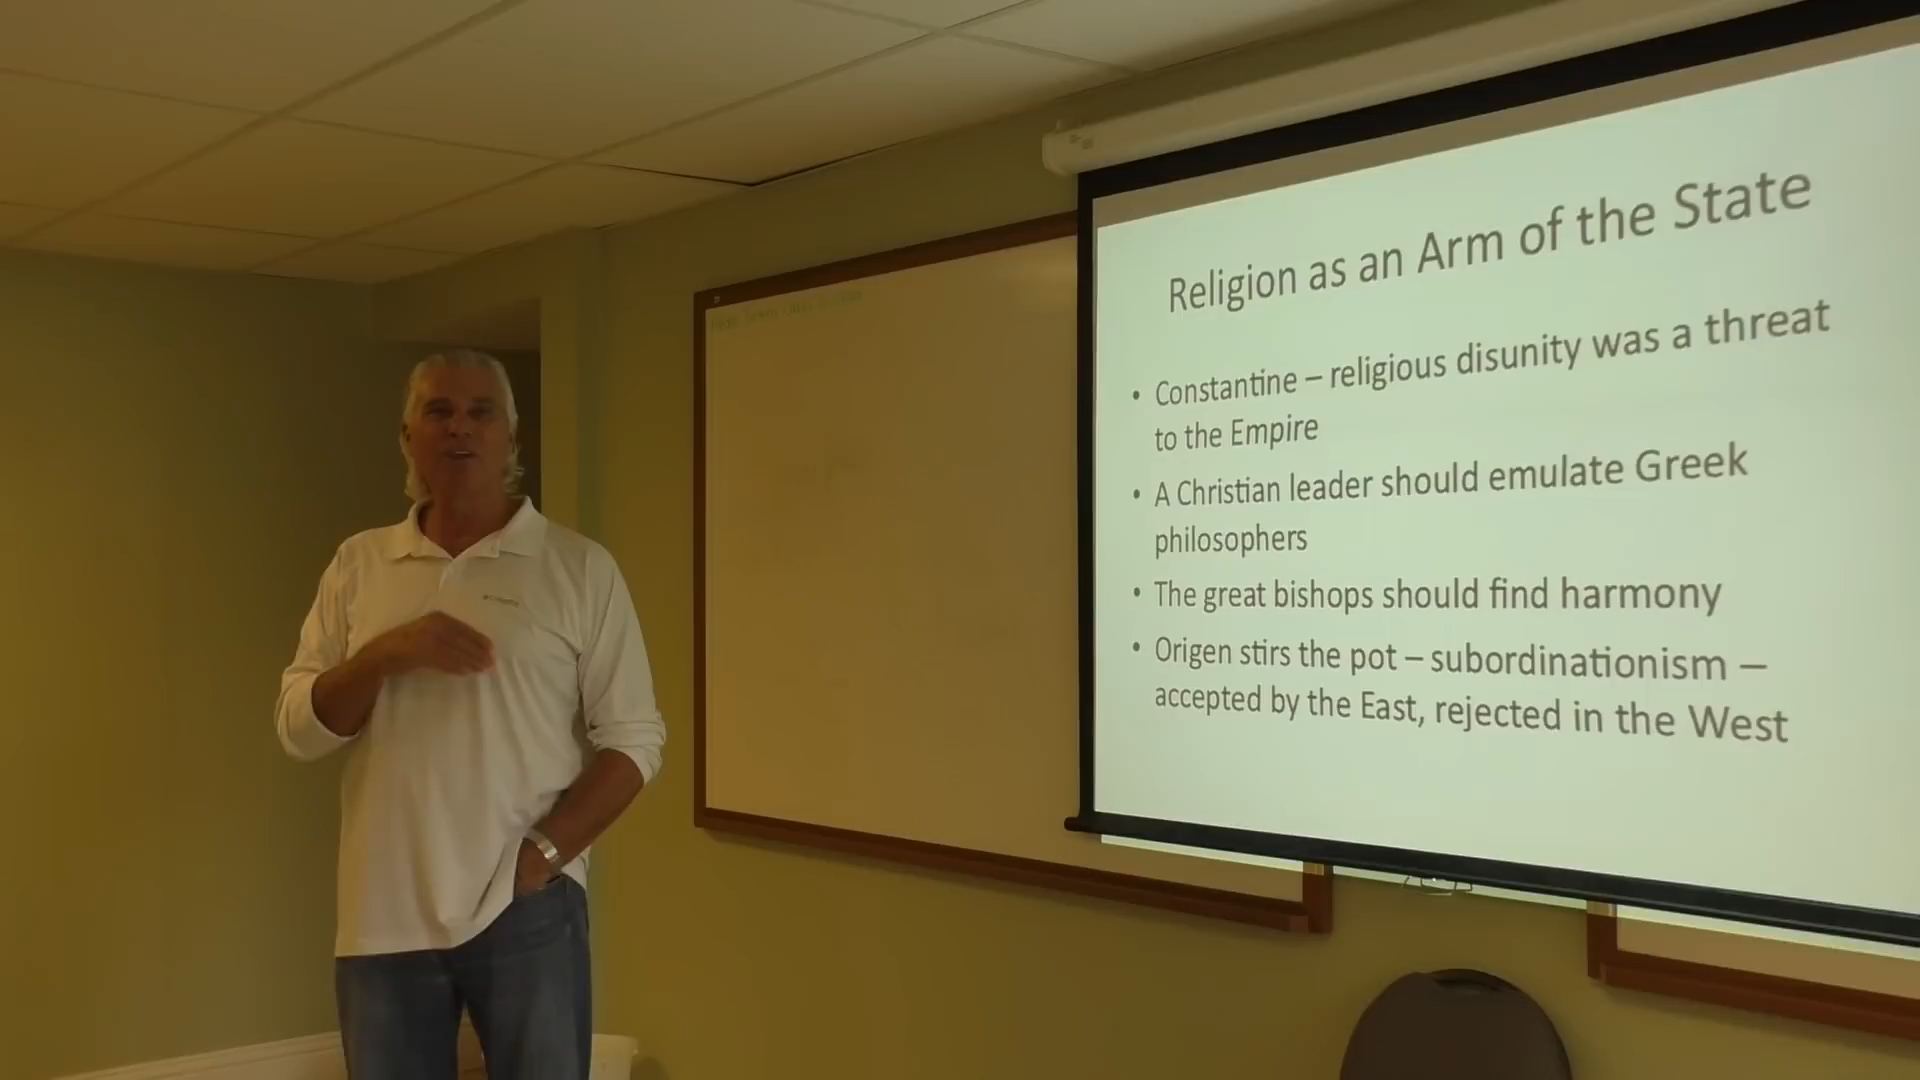 Religion as an Arm of the State
• Constantine – religious disunity was a threat
to the Empire
• A Christian leader should emulate Greek
philosophers
• The great bishops should find harmony
• Origen stirs the pot – subordinationism –
accepted by the East, rejected in the West